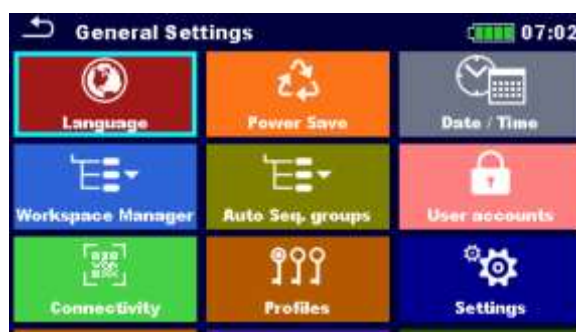 General Settings 07:02
Language Power Save Date / Time
Workspace Manager Auto Seq. groups User accounts
Connectivity Profiles Settings